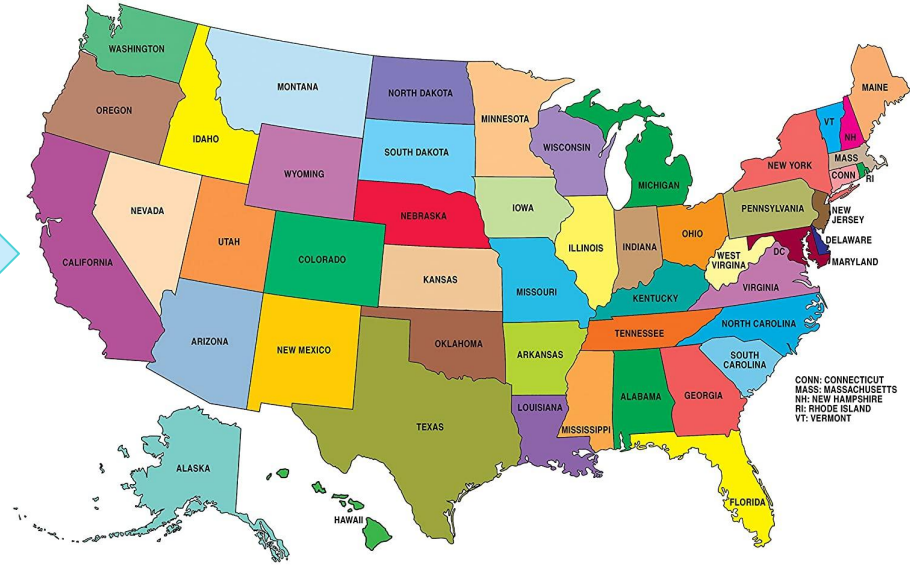 WASHINGTON
OREGON
IDAHO
MONTANA
NORTH DAKOTA
SOUTH DAKOTA
MINNESOTA
WISCONSIN
MICHIGAN
MAINE
VT
NH
NEW YORK
MASS
CONN
RI
CALIFORNIA
NEVADA
UTAH
WYOMING
COLORADO
NEBRASKA
KANSAS
IOWA
MISSOURI
ILLINOIS
INDIANA
OHIO
PENNSYLVANIA
NEW
JERSEY
DELAWARE
MARYLAND
DC
WEST
VIRGINA
VIRGINIA
KENTUCKY
TENNESSEE
NORTH CAROLINA
SOUTH
CAROLINA
ARIZONA
NEW MEXICO
OKLAHOMA
ARKANSAS
TEXAS
LOUISIANA
MISSISSIPPI
ALABAMA
GEORGIA
FLORIDA
ALASKA
HAWAII
CONN: CONNECTICUT
MASS: MASSACHUSETTS
NH: NEW HAMPSHIRE
RI: RHODE ISLAND
VT: VERMONT